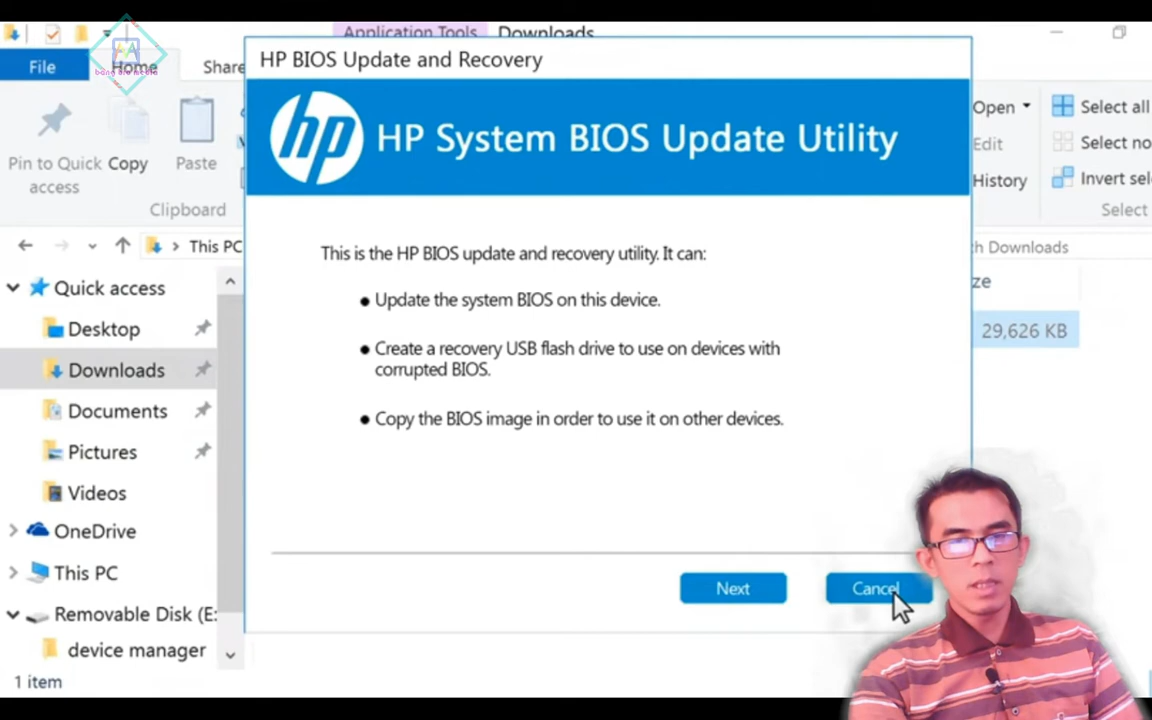 Application Tools
Downloads
HP BIOS Update and Recovery
File
Home
Share
bang ale media
hp
HP System BIOS Update Utility
Pin to Quick
access
Copy
Paste
Clipboard
Open
Edit
History
Select all
Select no
Invert sel
Select
This PC
h Downloads
ze
29,626 KB
Quick access
Desktop
Downloads
Documents
Pictures
Videos
OneDrive
This PC
Removable Disk (E:
device manager
1 item
This is the HP BIOS update and recovery utility. It can:
● Update the system BIOS on this device.
● Create a recovery USB flash drive to use on devices with
corrupted BIOS.
● Copy the BIOS image in order to use it on other devices.
Next
Cancel